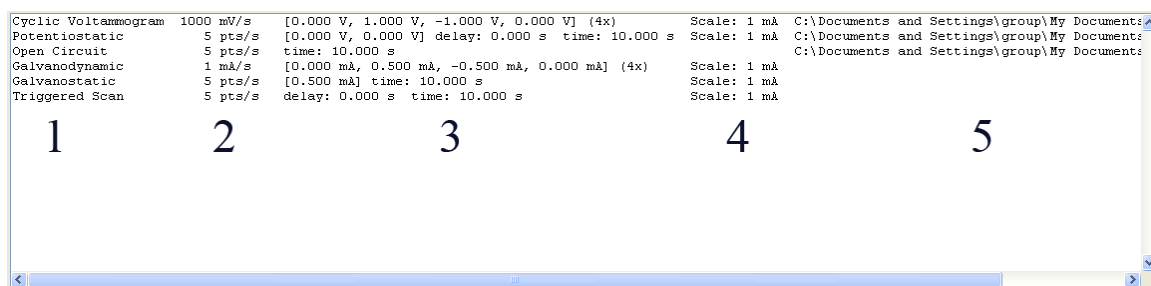 Cyclic Voltammogram 1000 mV/s [0.000 V, 1.000 V, -1.000 V, 0.000 V] (4x) Scale: 1 mA C:\Documents and Settings\group\My Documents
Potentiostatic 5 pts/s [0.000 V, 0.000 V] delay: 0.000 s time: 10.000 s Scale: 1 mA C:\Documents and Settings\group\My Documents
Open Circuit 5 pts/s time: 10.000 s C:\Documents and Settings\group\My Documents
Galvanodynamic 1 mA/s [0.000 mA, 0.500 mA, -0.500 mA, 0.000 mA] (4x) Scale: 1 mA
Galvanostatic 5 pts/s [0.500 mA] time: 10.000 s Scale: 1 mA
Triggered Scan 5 pts/s delay: 0.000 s time: 10.000 s Scale: 1 mA
1 2 3 4 5